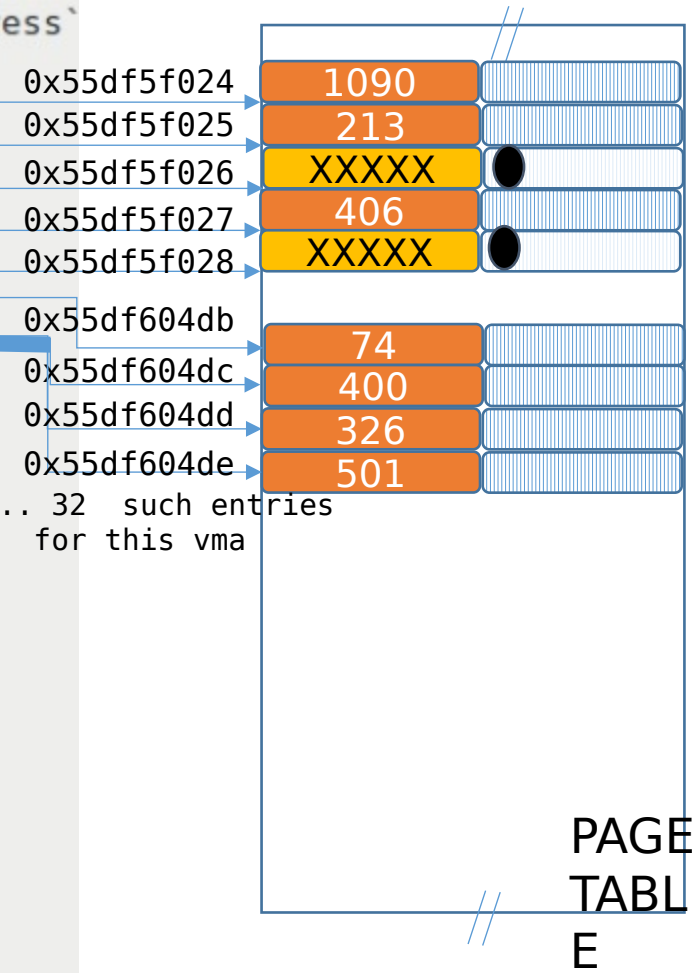 ess`
0x55df5f024 1090
0x55df5f025 213
0x55df5f026 XXXXX
0x55df5f027 406
0x55df5f028 XXXXX
0x55df604db 74
0x55df604dc 400
0x55df604dd 326
0x55df604de 501
.. 32 such entries
for this vma
PAGE
TABL
E